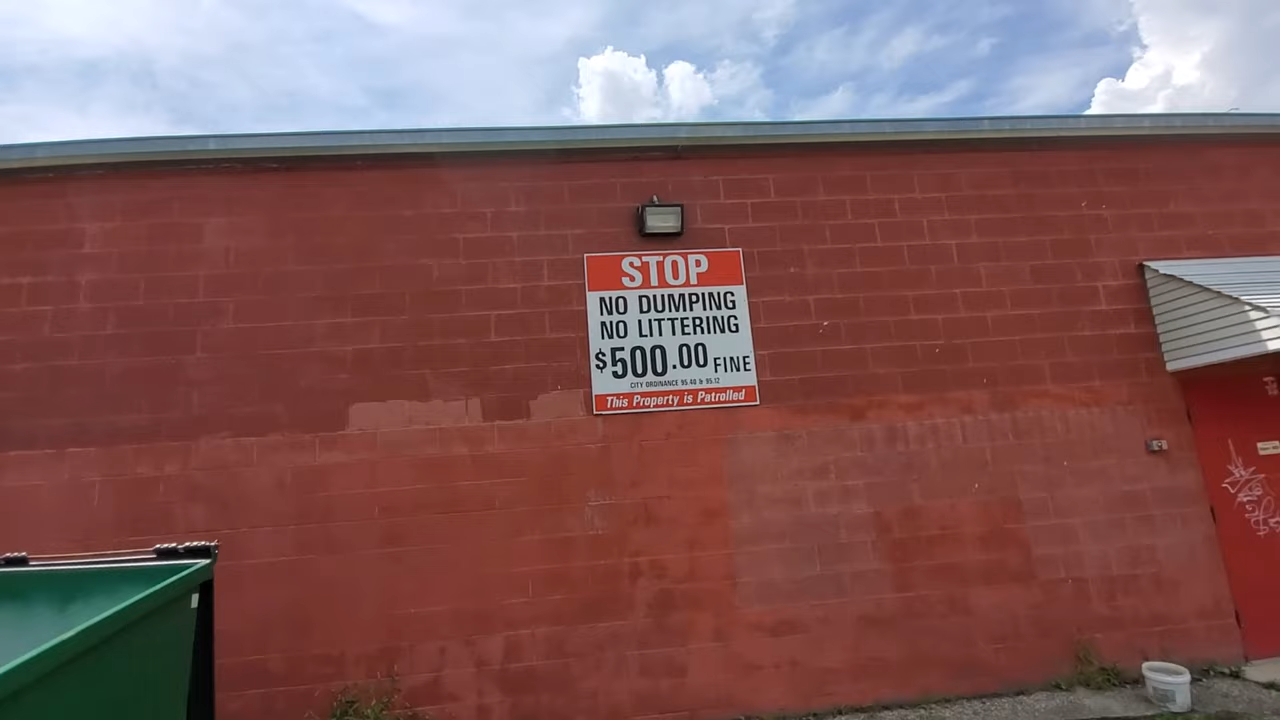 STOP
NO DUMPING
NO LITTERING
$500.00 FINE
CITY ORDINANCE 95.40 & 95.12
This Property is Patrolled